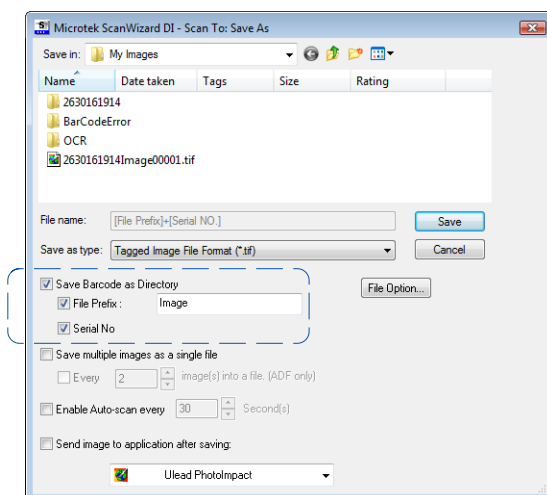 Microtek ScanWizard DI - Scan To: Save As
Save in: My Images
Name Date taken Tags Size Rating
2630161914
BarCodeError
OCR
2630161914Image00001.tif
File name: [File Prefix]+[Serial NO.] Save
Save as type: Tagged Image File Format (*.tif) Cancel
Save Barcode as Directory File Option...
File Prefix : Image
Serial No
Save multiple images as a single file
Every 2 image(s) into a file. (ADF only)
Enable Auto-scan every 30 Second(s)
Send image to application after saving:
Ulead PhotoImpact